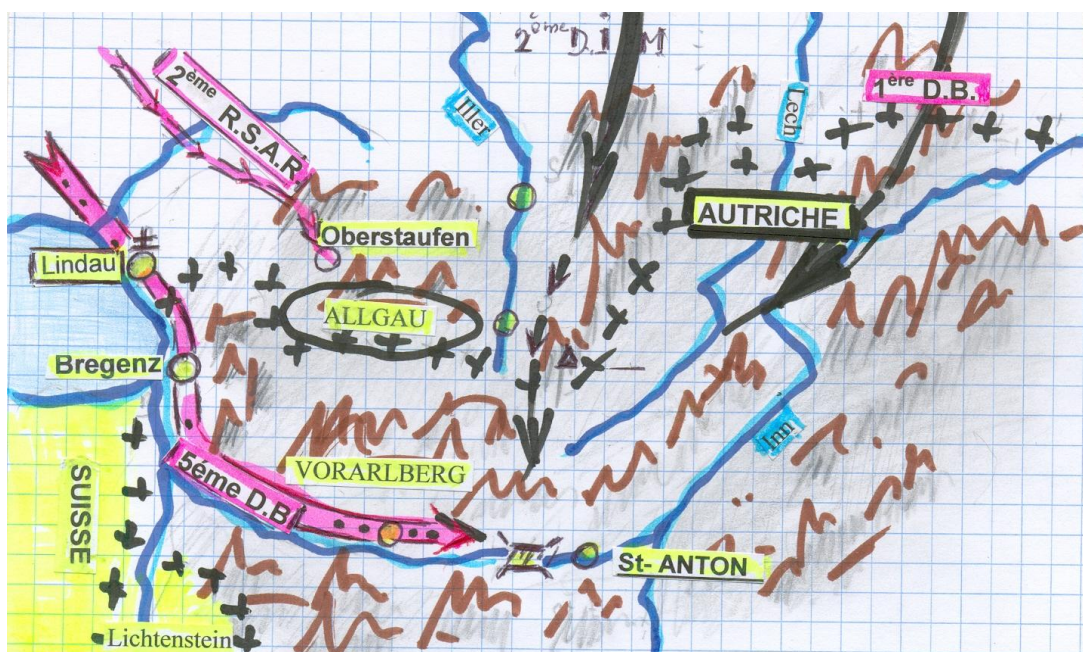 2ème D.I M
1ère D.B.
2ème R.S.A.R
Iller
Lech
AUTRICHE
Oberstaufen
Lindau
ALLGAU
Bregenz
Inn
VORARLBERG
5ème D.B
SUISSE
St- ANTON
Lichtenstein